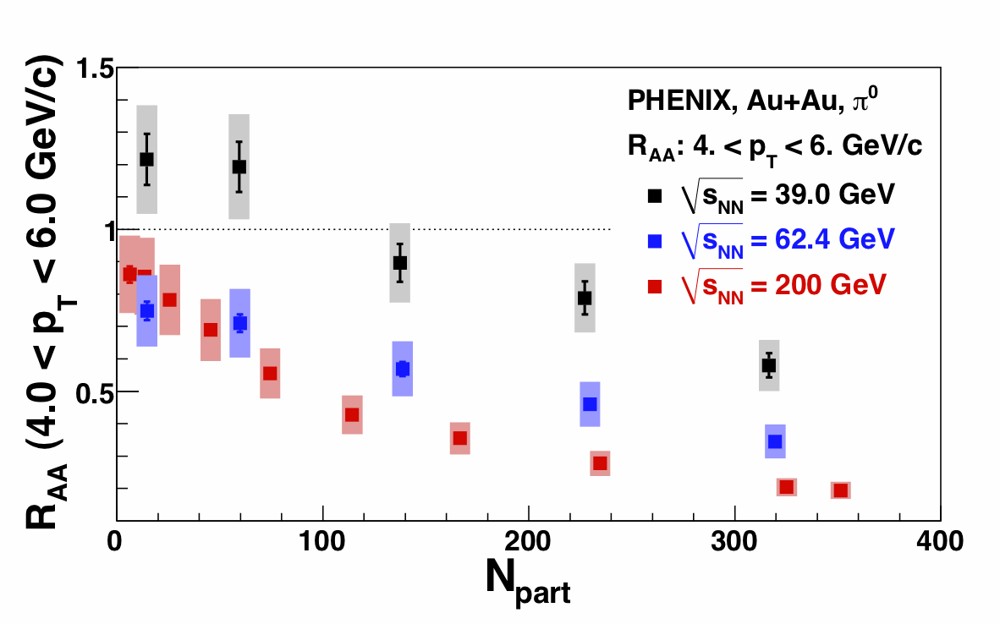 R_AA (4.0 < p_T < 6.0 GeV/c)
1.5
1
0.5
PHENIX, Au+Au, π⁰
R_AA: 4. < p_T < 6. GeV/c
√s_NN = 39.0 GeV
√s_NN = 62.4 GeV
√s_NN = 200 GeV
0 100 200 300 400
N_part